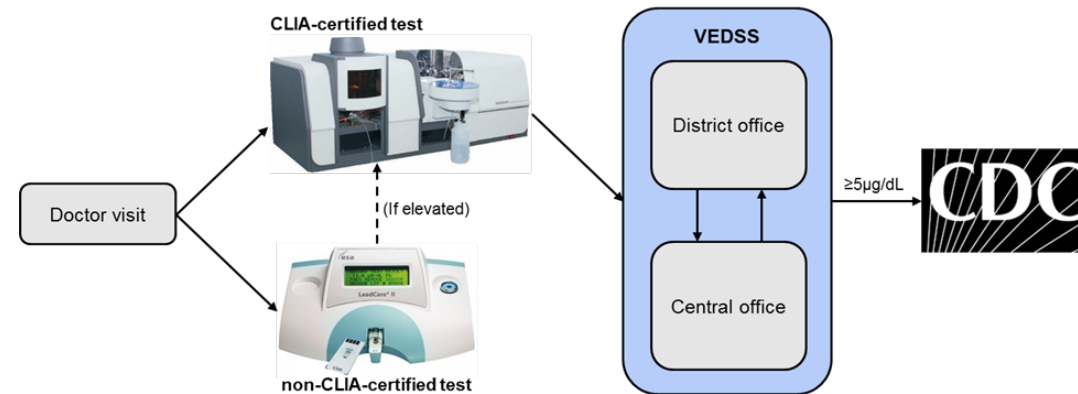 CLIA-certified test
VEDSS
District office
≥5µg/dL
CDC
Doctor visit
(If elevated)
esa
LeadCare® II
Central office
non-CLIA-certified test